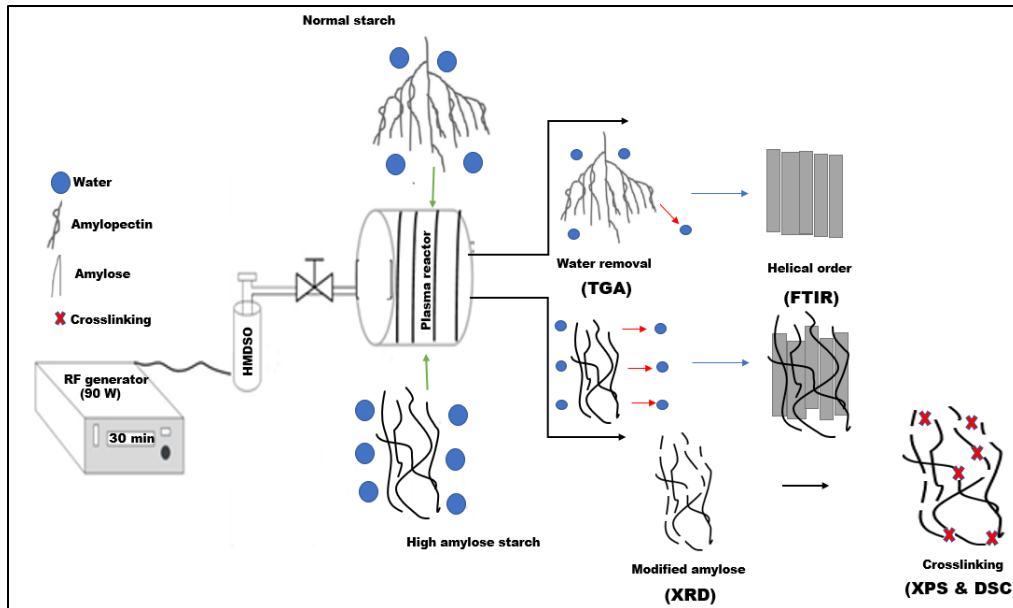 Normal starch
Water
Amylopectin
Amylose
Crosslinking
RF generator
(90 W)
30 min
HMDSO
Plasma reactor
High amylose starch
Water removal
(TGA)
Helical order
(FTIR)
Modified amylose
(XRD)
Crosslinking
(XPS & DSC)